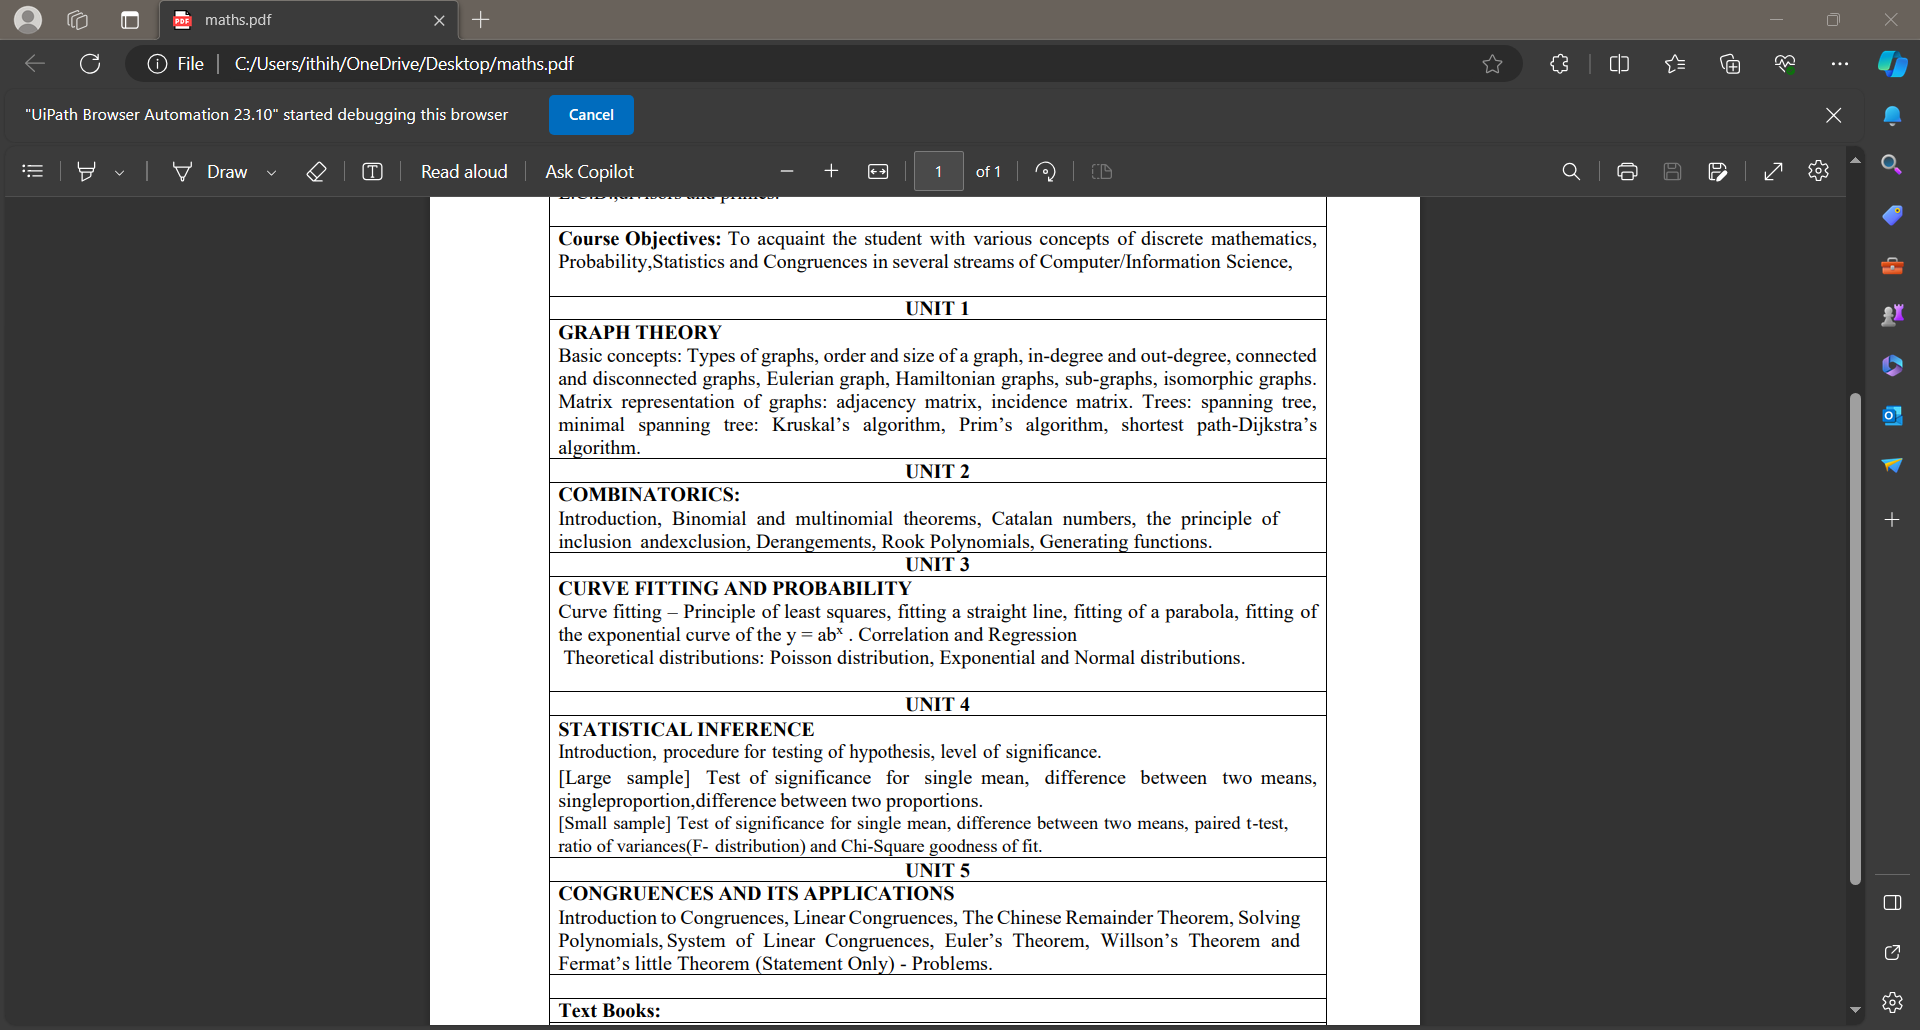 maths.pdf
File
C:/Users/ithih/OneDrive/Desktop/maths.pdf
"UiPath Browser Automation 23.10" started debugging this browser
Cancel
Draw
Read aloud
Ask Copilot
1
of 1
Course Objectives: To acquaint the student with various concepts of discrete mathematics,
Probability,Statistics and Congruences in several streams of Computer/Information Science,
UNIT 1
GRAPH THEORY
Basic concepts: Types of graphs, order and size of a graph, in-degree and out-degree, connected
and disconnected graphs, Eulerian graph, Hamiltonian graphs, sub-graphs, isomorphic graphs.
Matrix representation of graphs: adjacency matrix, incidence matrix. Trees: spanning tree,
minimal spanning tree: Kruskal's algorithm, Prim's algorithm, shortest path-Dijkstra's
algorithm.
UNIT 2
COMBINATORICS:
Introduction, Binomial and multinomial theorems, Catalan numbers, the principle of
inclusion andexclusion, Derangements, Rook Polynomials, Generating functions.
UNIT 3
CURVE FITTING AND PROBABILITY
Curve fitting – Principle of least squares, fitting a straight line, fitting of a parabola, fitting of
the exponential curve of the y = abˣ . Correlation and Regression
Theoretical distributions: Poisson distribution, Exponential and Normal distributions.
UNIT 4
STATISTICAL INFERENCE
Introduction, procedure for testing of hypothesis, level of significance.
[Large sample] Test of significance for single mean, difference between two means,
singleproportion,difference between two proportions.
[Small sample] Test of significance for single mean, difference between two means, paired t-test,
ratio of variances(F- distribution) and Chi-Square goodness of fit.
UNIT 5
CONGRUENCES AND ITS APPLICATIONS
Introduction to Congruences, Linear Congruences, The Chinese Remainder Theorem, Solving
Polynomials, System of Linear Congruences, Euler's Theorem, Willson's Theorem and
Fermat's little Theorem (Statement Only) - Problems.
Text Books: